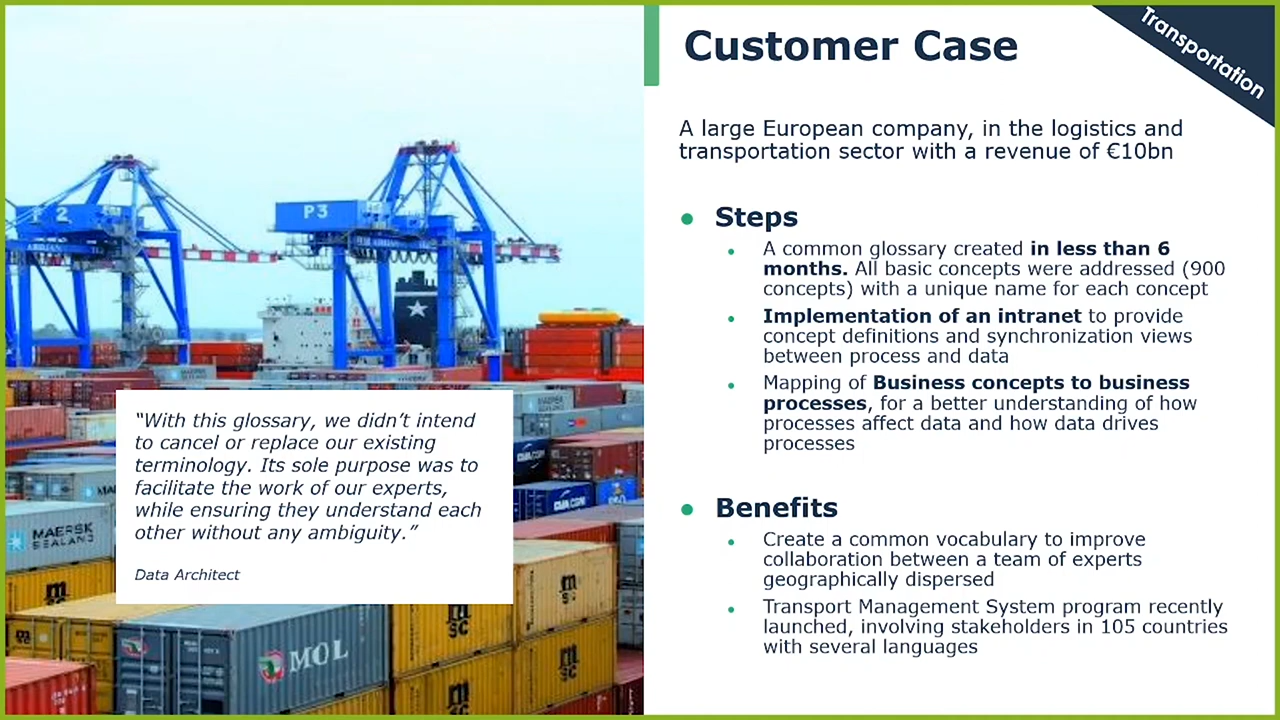 Customer Case
Transportation
A large European company, in the logistics and
transportation sector with a revenue of €10bn
Steps
A common glossary created in less than 6
months. All basic concepts were addressed (900
concepts) with a unique name for each concept
Implementation of an intranet to provide
concept definitions and synchronization views
between process and data
Mapping of Business concepts to business
processes, for a better understanding of how
processes affect data and how data drives
processes
Benefits
Create a common vocabulary to improve
collaboration between a team of experts
geographically dispersed
Transport Management System program recently
launched, involving stakeholders in 105 countries
with several languages
P 2
P3
“With this glossary, we didn’t intend
to cancel or replace our existing
terminology. Its sole purpose was to
facilitate the work of our experts,
while ensuring they understand each
other without any ambiguity.”
Data Architect
MAERSK
SEALAND
MOL
msc
msc
msc
msc